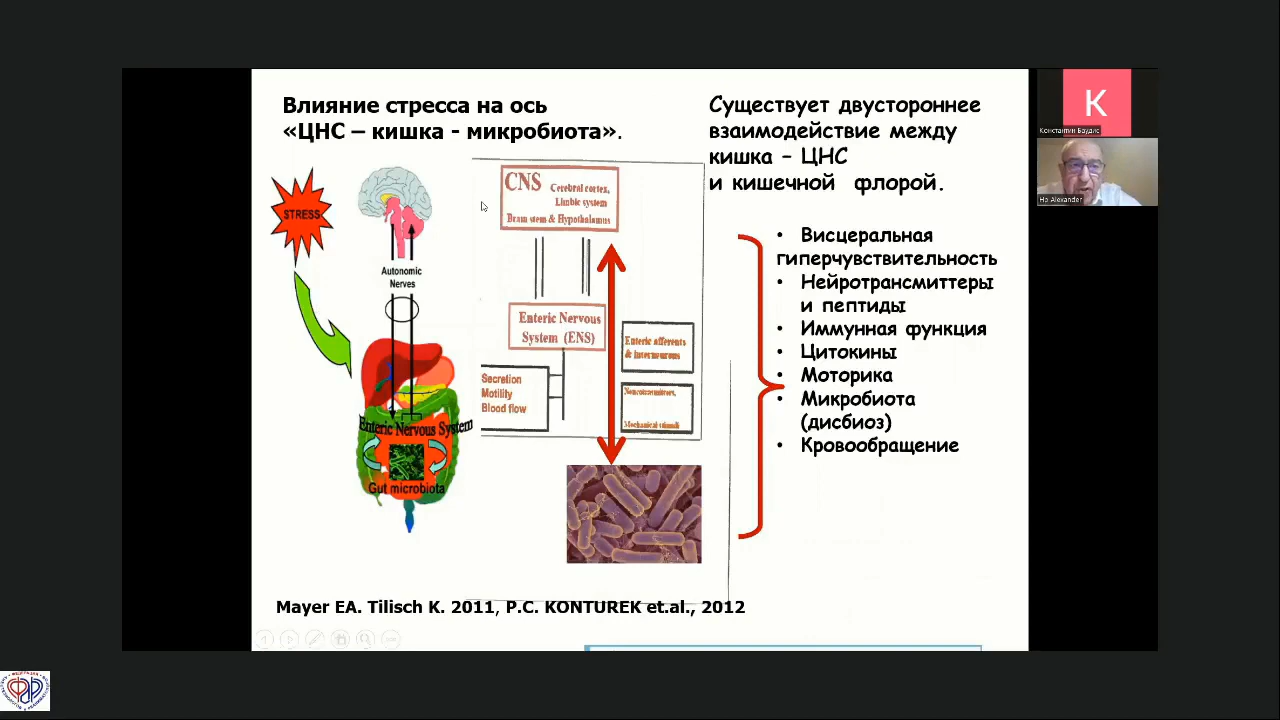 Влияние стресса на ось
«ЦНС – кишка - микробиота».
Существует двустороннее
взаимодействие между
кишка – ЦНС
и кишечной флорой.
STRESS
Autonomic
Nerves
Enteric Nervous System
Gut microbiota
CNS Cerebral cortex,
Limbic system
Brain stem & Hypothalamus
Enteric Nervous
System (ENS)
Enteric afferents
& interneurons
Secretion
Motility
Blood flow
Neurotransmitters,
Mechanical stimuli
• Висцеральная
гиперчувствительность
• Нейротрансмиттеры
и пептиды
• Иммунная функция
• Цитокины
• Моторика
• Микробиота
(дисбиоз)
• Кровообращение
Mayer EA. Tilisch K. 2011, P.C. KONTUREK et.al., 2012
K
Константин Баудис
Ho Alexander